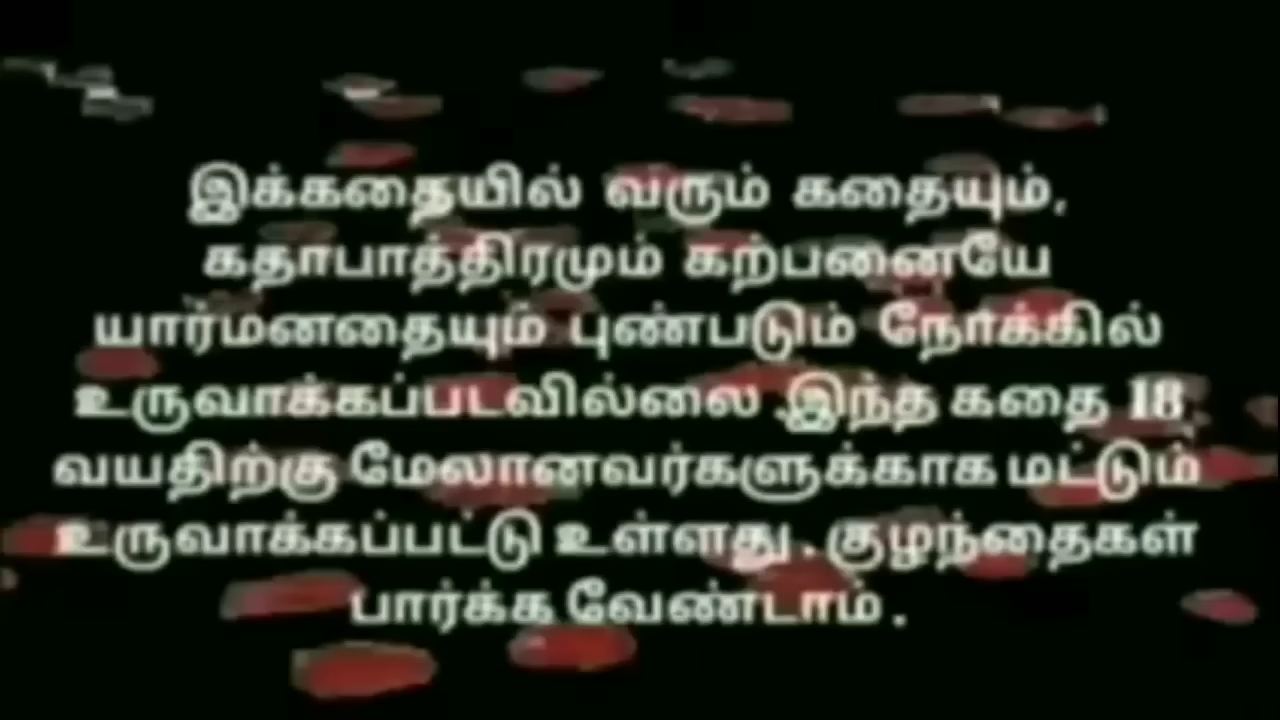 இக்கதையில் வரும் கதையும்,
கதாபாத்திரமும் கற்பனையே
யார்மனதையும் புண்படும் நோக்கில்
உருவாக்கப்படவில்லை .இந்த கதை 18
வயதிற்கு மேலானவர்களுக்காக மட்டும்
உருவாக்கப்பட்டு உள்ளது . குழந்தைகள்
பார்க்க வேண்டாம் .